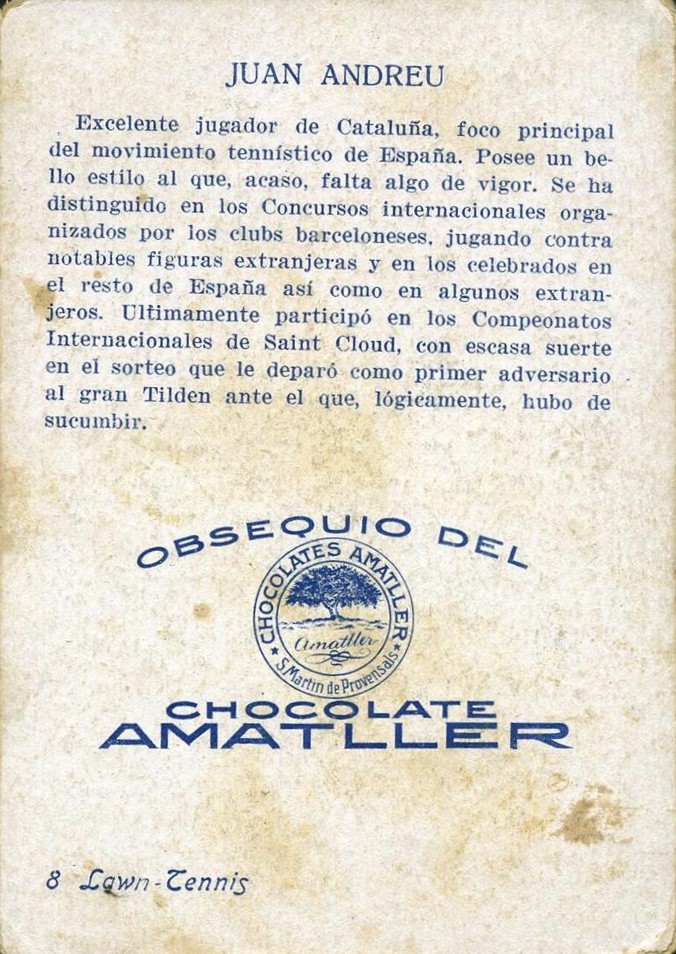 JUAN ANDREU
Excelente jugador de Cataluña, foco principal
del movimiento tennístico de España. Posee un be-
llo estilo al que, acaso, falta algo de vigor. Se ha
distinguido en los Concursos internacionales orga-
nizados por los clubs barceloneses, jugando contra
notables figuras extranjeras y en los celebrados en
el resto de España así como en algunos extran-
jeros. Ultimamente participó en los Compeonatos
Internacionales de Saint Cloud, con escasa suerte
en el sorteo que le deparó como primer adversario
al gran Tilden ante el que, lógicamente, hubo de
sucumbir.
OBSEQUIO DEL
CHOCOLATES AMATLLER
Amatller
S. Martin de Provensals
CHOCOLATE
AMATLLER
8 Lawn-Tennis